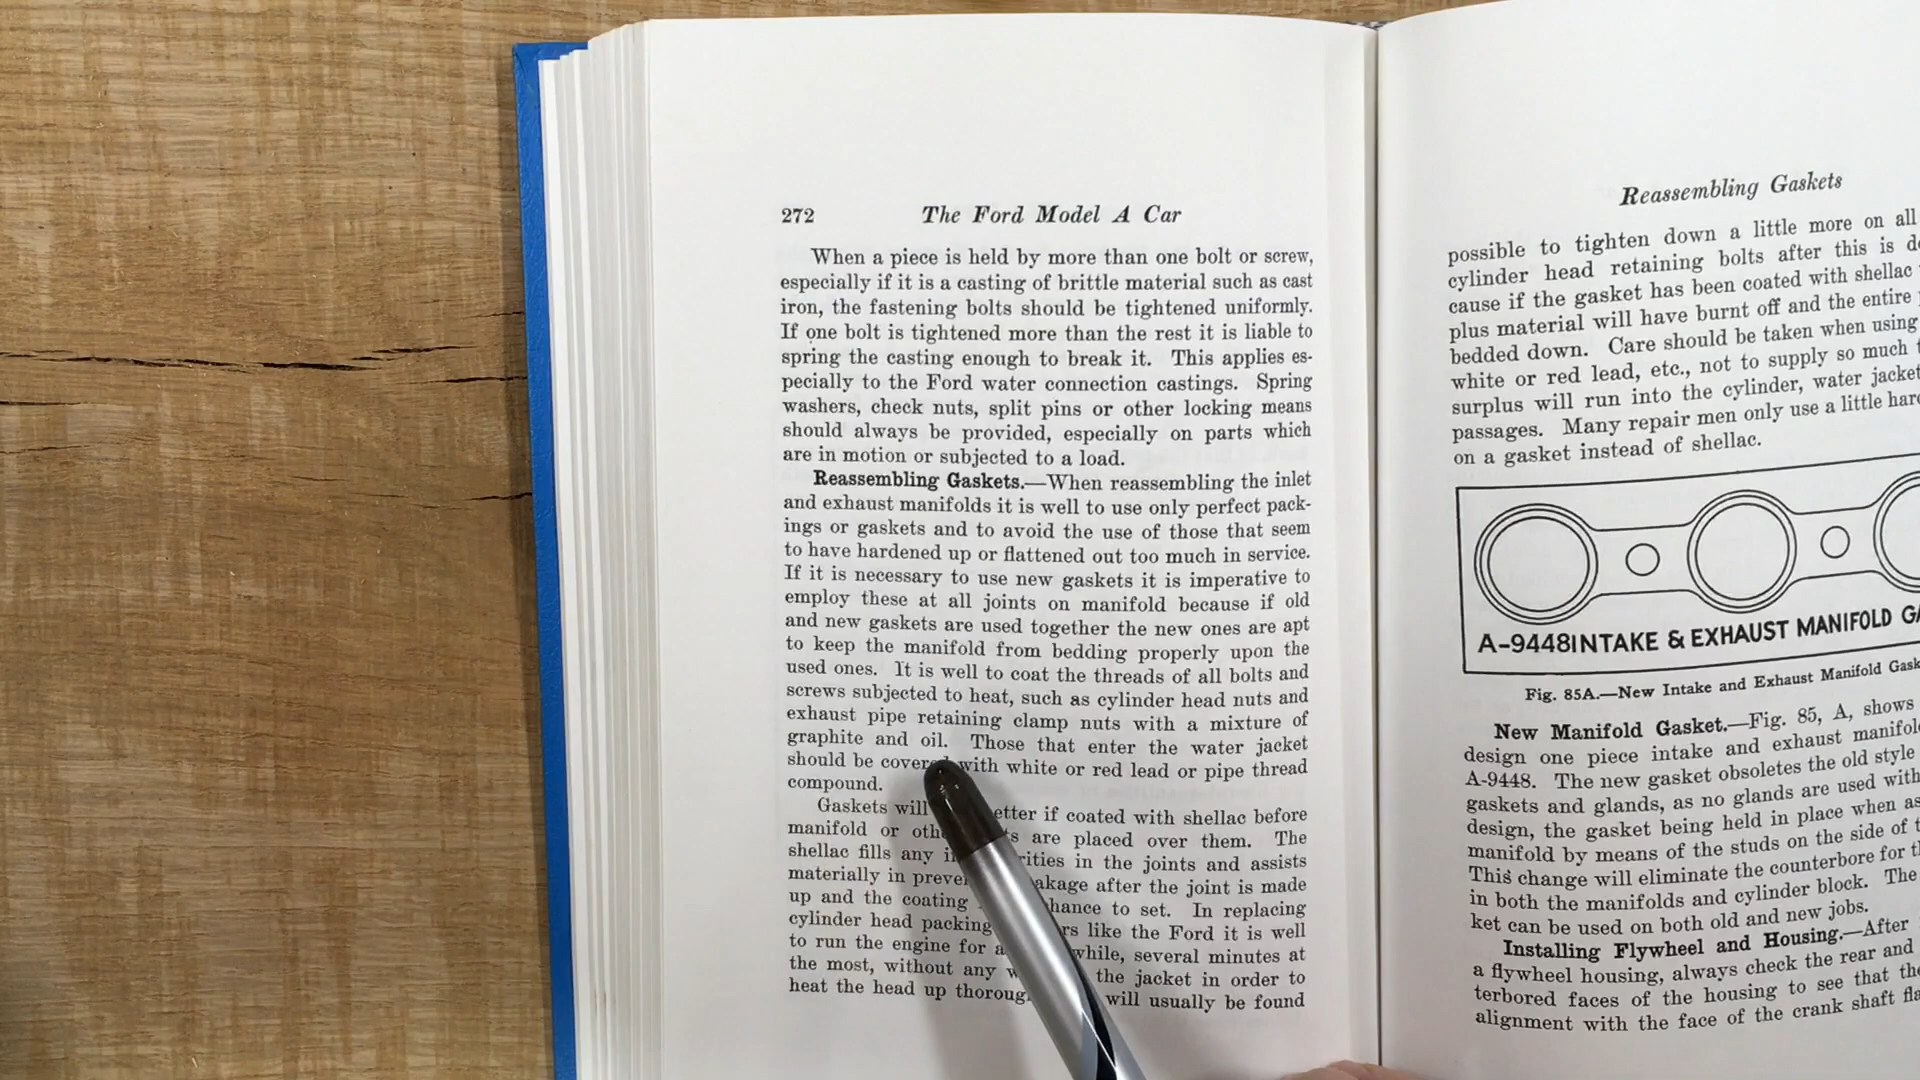 272 The Ford Model A Car
When a piece is held by more than one bolt or screw,
especially if it is a casting of brittle material such as cast
iron, the fastening bolts should be tightened uniformly.
If one bolt is tightened more than the rest it is liable to
spring the casting enough to break it. This applies es-
pecially to the Ford water connection castings. Spring
washers, check nuts, split pins or other locking means
should always be provided, especially on parts which
are in motion or subjected to a load.
Reassembling Gaskets.—When reassembling the inlet
and exhaust manifolds it is well to use only perfect pack-
ings or gaskets and to avoid the use of those that seem
to have hardened up or flattened out too much in service.
If it is necessary to use new gaskets it is imperative to
employ these at all joints on manifold because if old
and new gaskets are used together the new ones are apt
to keep the manifold from bedding properly upon the
used ones. It is well to coat the threads of all bolts and
screws subjected to heat, such as cylinder head nuts and
exhaust pipe retaining clamp nuts with a mixture of
graphite and oil. Those that enter the water jacket
should be covered with white or red lead or pipe thread
compound.
Gaskets will etter if coated with shellac before
manifold or are placed over them. The
shellac fills any in the joints and assists
materially in after the joint is made
up and the coating to set. In replacing
cylinder head packing like the Ford it is well
to run the engine for a while, several minutes at
the most, without any the jacket in order to
heat the head up will usually be found
Reassembling Gaskets
possible to tighten down a little more on all
cylinder head retaining bolts after this is
cause if the gasket has been coated with shellac
plus material will have burnt off and the entire
bedded down. Care should be taken when using
white or red lead, etc., not to supply so much
surplus will run into the cylinder, water jacket
passages. Many repair men only use a little
on a gasket instead of shellac.
A-9448 INTAKE & EXHAUST MANIFOLD
Fig. 85A.—New Intake and Exhaust Manifold
New Manifold Gasket.—Fig. 85, A, shows
design one piece intake and exhaust
A-9448. The new gasket obsoletes the old style
gaskets and glands, as no glands are used with
design, the gasket being held in place when
manifold by means of the studs on the side of
This change will eliminate the counterbore for
in both the manifolds and cylinder block. The
ket can be used on both old and new jobs.
Installing Flywheel and Housing.—After
a flywheel housing, always check the rear and
terbored faces of the housing to see that
alignment with the face of the crank shaft